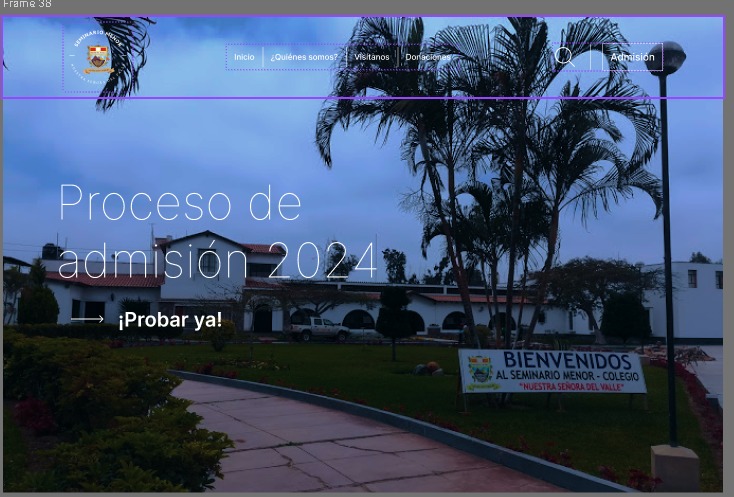 Frame 38
SEMINARIO MENOR
Inicio
¿Quiénes somos?
Visítanos
Donaciones
Admisión
Proceso de
admisión 2024
¡Probar ya!
BIENVENIDOS
AL SEMINARIO MENOR - COLEGIO
"NUESTRA SEÑORA DEL VALLE"